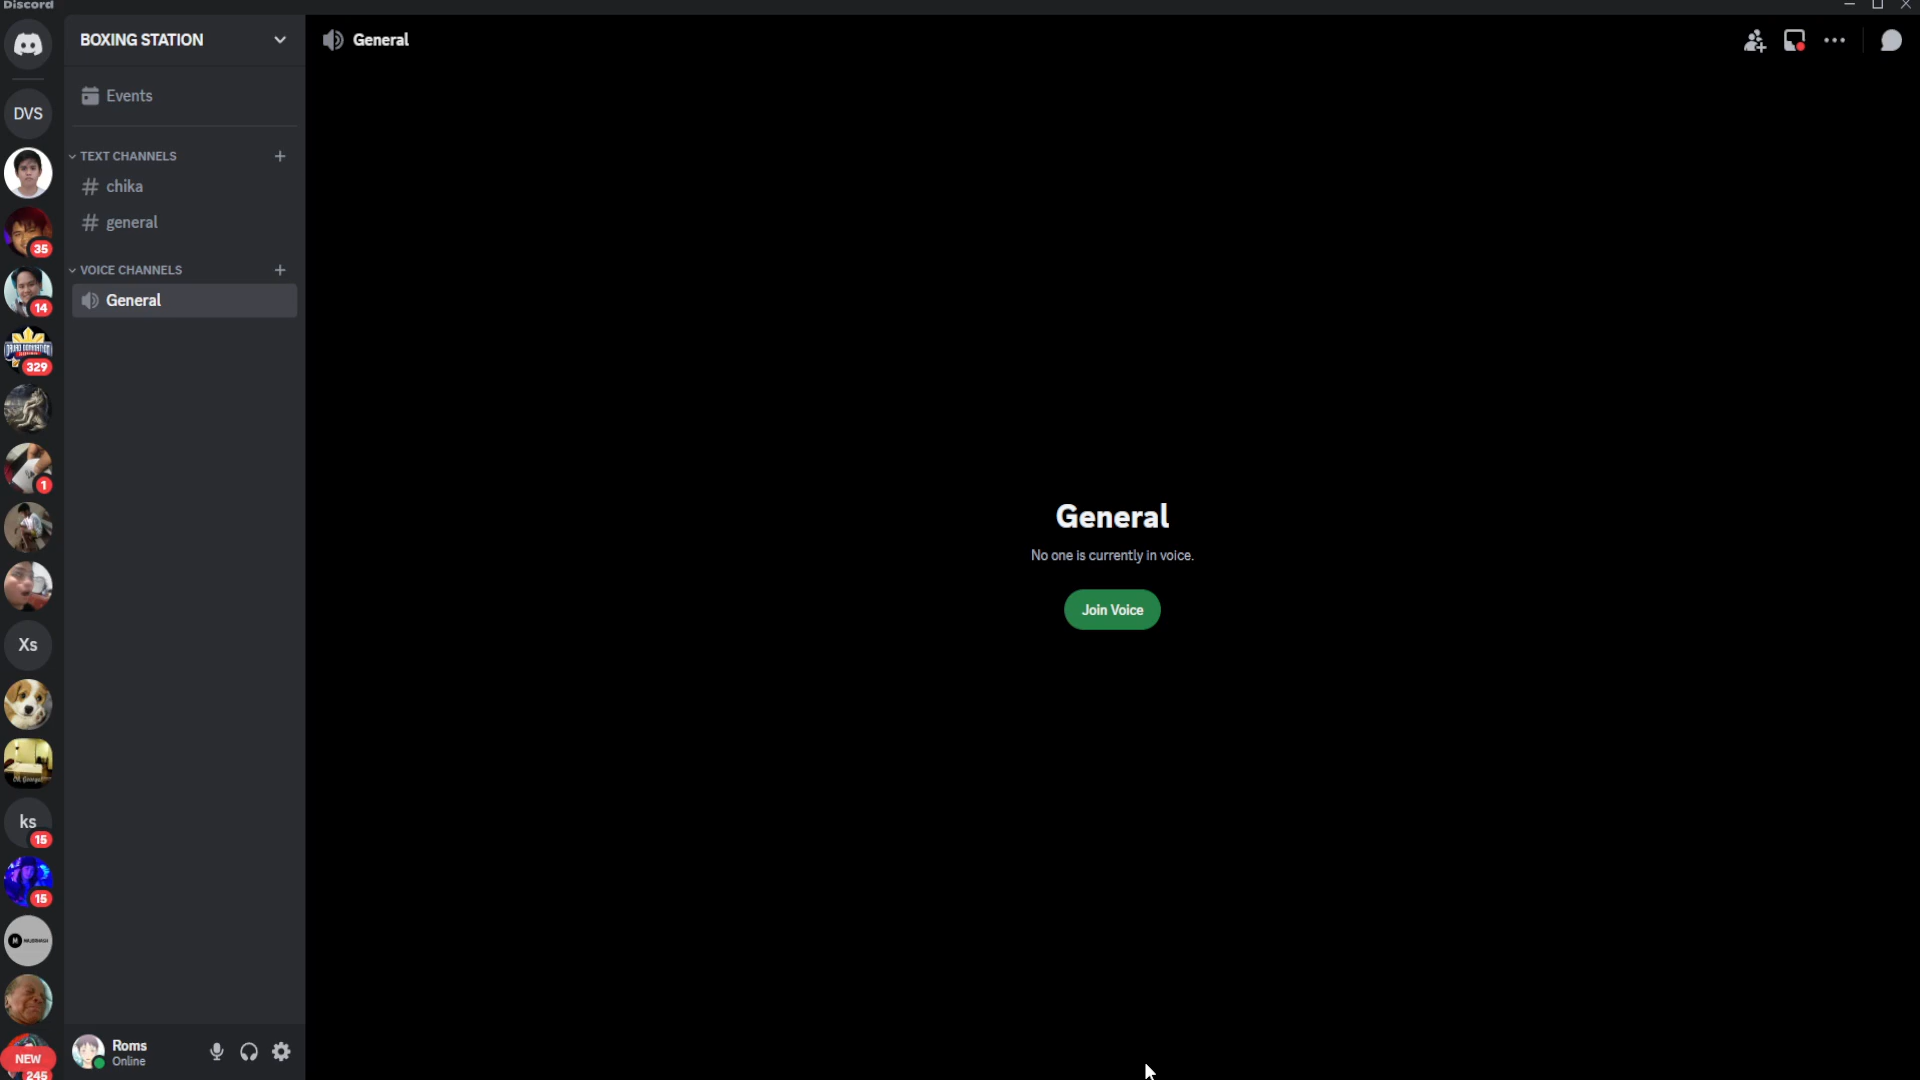 Discord
BOXING STATION
General
Events
DVS
TEXT CHANNELS
chika
general
35
VOICE CHANNELS
General
14
329
1
General
No one is currently in voice.
Join Voice
Xs
ks
15
15
M
Roms
Online
NEW
245